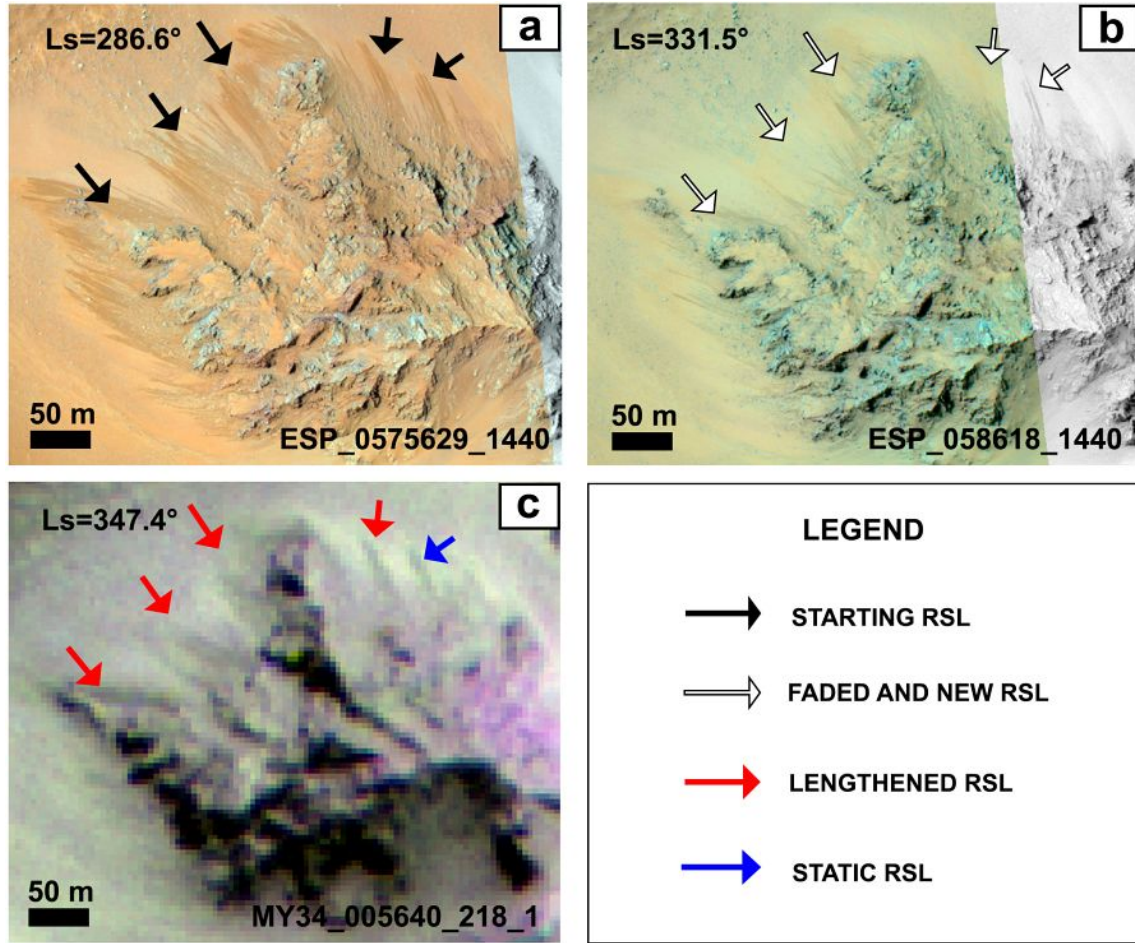 Ls=286.6°
a
50 m
ESP_0575629_1440
Ls=331.5°
b
50 m
ESP_058618_1440
Ls=347.4°
c
50 m
MY34_005640_218_1
LEGEND
STARTING RSL
FADED AND NEW RSL
LENGTHENED RSL
STATIC RSL